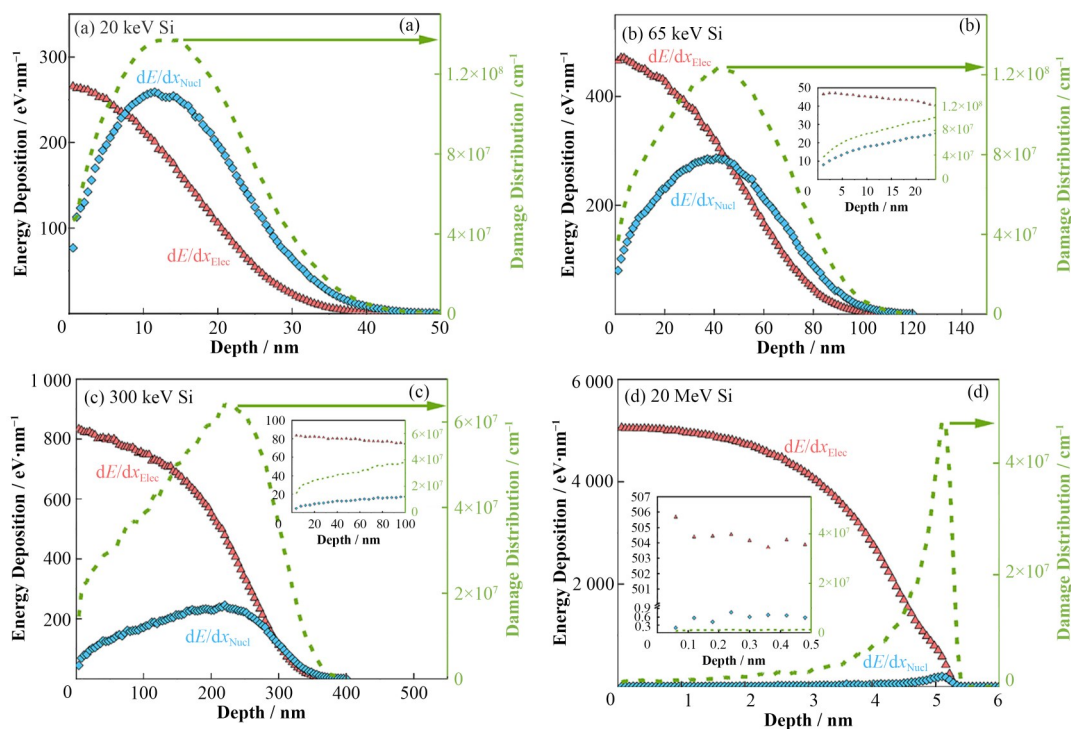 (a) 20 keV Si
(a)
Energy Deposition / eV·nm⁻¹
300
200
100
0
dE/dx_Nucl
dE/dx_Elec
0 10 20 30 40 50
Depth / nm
1.2×10⁸
8×10⁷
4×10⁷
0
Damage Distribution / cm⁻¹
(b) 65 keV Si
(b)
Energy Deposition / eV·nm⁻¹
400
200
0
dE/dx_Elec
dE/dx_Nucl
50
40
30
20
10
5 10 15 20
Depth / nm
1.2×10⁸
8×10⁷
4×10⁷
0
0 20 40 60 80 100 120 140
Depth / nm
1.2×10⁸
8×10⁷
4×10⁷
0
Damage Distribution / cm⁻¹
(c) 300 keV Si
(c)
Energy Deposition / eV·nm⁻¹
1 000
800
600
400
200
0
dE/dx_Elec
dE/dx_Nucl
100
80
60
40
20
20 40 60 80 100
Depth / nm
6×10⁷
4×10⁷
2×10⁷
0
0 100 200 300 400 500
Depth / nm
6×10⁷
4×10⁷
2×10⁷
0
Damage Distribution / cm⁻¹
(d) 20 MeV Si
(d)
Energy Deposition / eV·nm⁻¹
6 000
4 000
2 000
0
dE/dx_Elec
dE/dx_Nucl
507
506
505
504
503
502
501
0.9
0.6
0.3
0 0.1 0.2 0.3 0.4 0.5
Depth / nm
4×10⁷
2×10⁷
0
0 1 2 3 4 5 6
Depth / nm
4×10⁷
2×10⁷
0
Damage Distribution / cm⁻¹